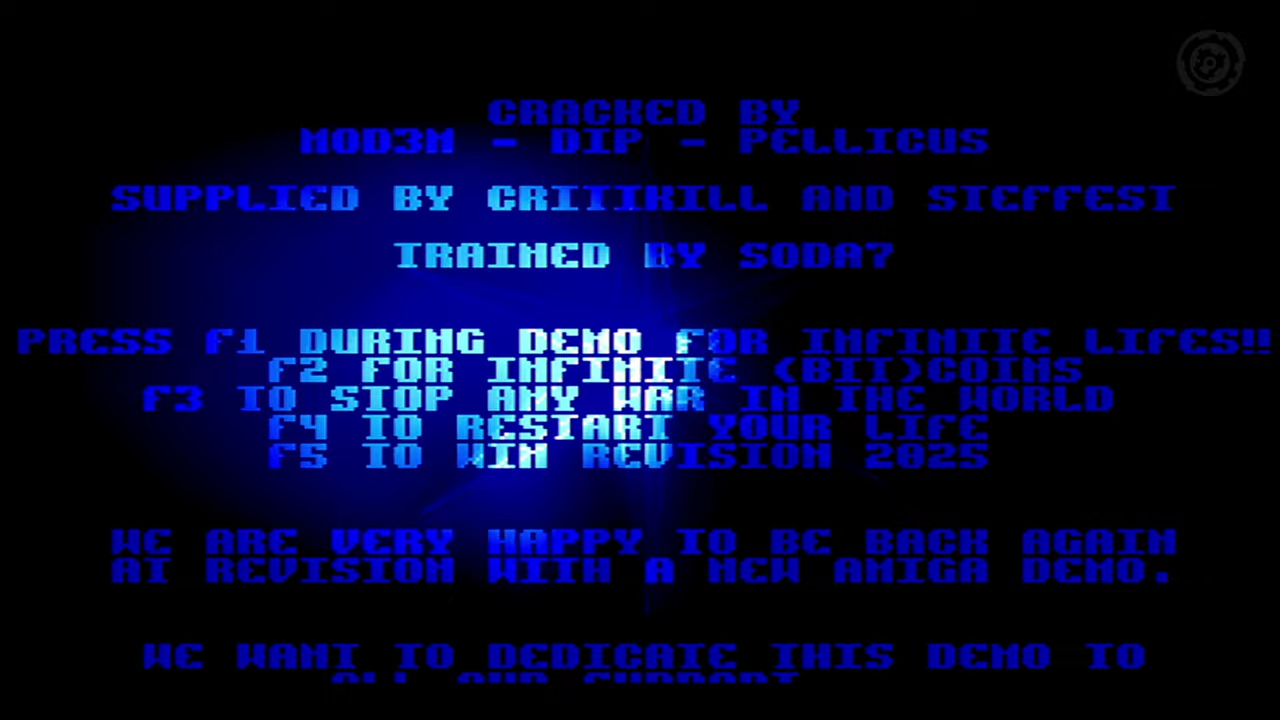 CRACKED BY
MOD3M - DIP - PELLICUS
SUPPLIED BY CRITIKILL AND STEFFEST
TRAINED BY SODA7
PRESS F1 DURING DEMO FOR INFINITE LIFES!!
F2 FOR INFINITE (BIT)COINS
F3 TO STOP ANY WAR IN THE WORLD
F4 TO RESTART YOUR LIFE
F5 TO WIN REVISION 2025
WE ARE VERY HAPPY TO BE BACK AGAIN
AT REVISION WITH A NEW AMIGA DEMO.
WE WANT TO DEDICATE THIS DEMO TO
ALL OUR SUPPORT